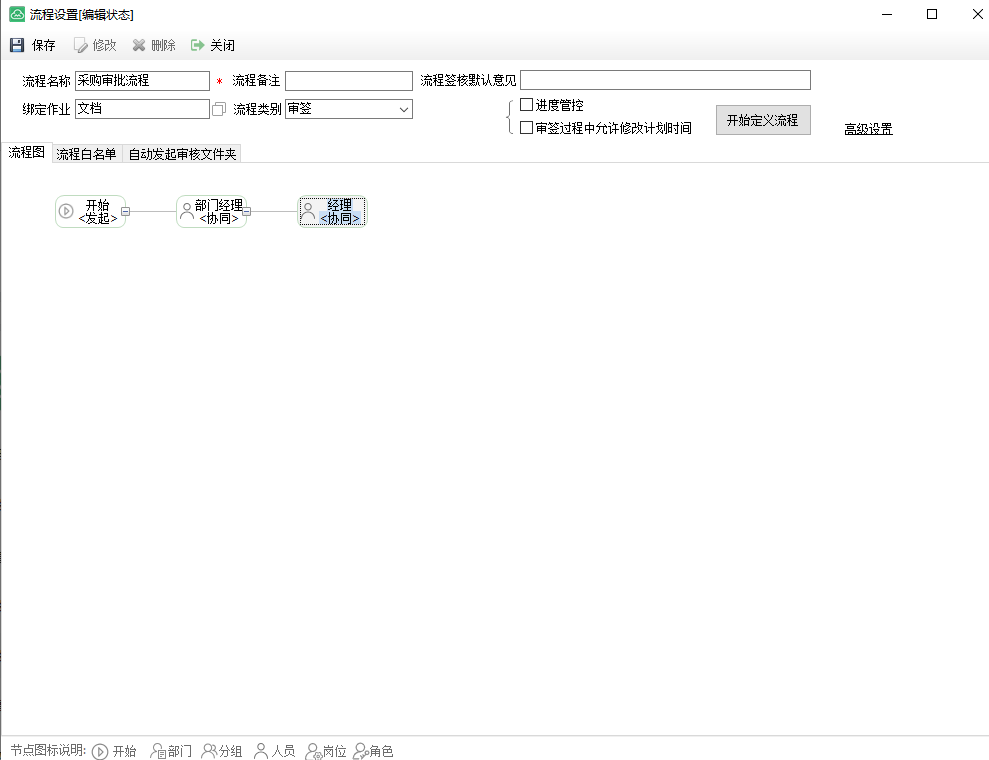 流程设置[编辑状态]
保存 修改 删除 关闭
流程名称 采购审批流程 * 流程备注 流程签核默认意见
绑定作业 文档 流程类别 审签 进度管控
审签过程中允许修改计划时间 开始定义流程 高级设置
流程图 流程白名单 自动发起审核文件夹
开始 部门经理 经理
<发起> <协同> <协同>
节点图标说明: 开始 部门 分组 人员 岗位 角色